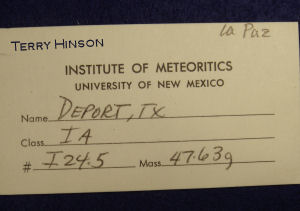 La Paz
TERRY HINSON
INSTITUTE OF METEORITICS
UNIVERSITY OF NEW MEXICO
Name DEPORT, TX
Class IA
# I24.5 Mass 47.63g